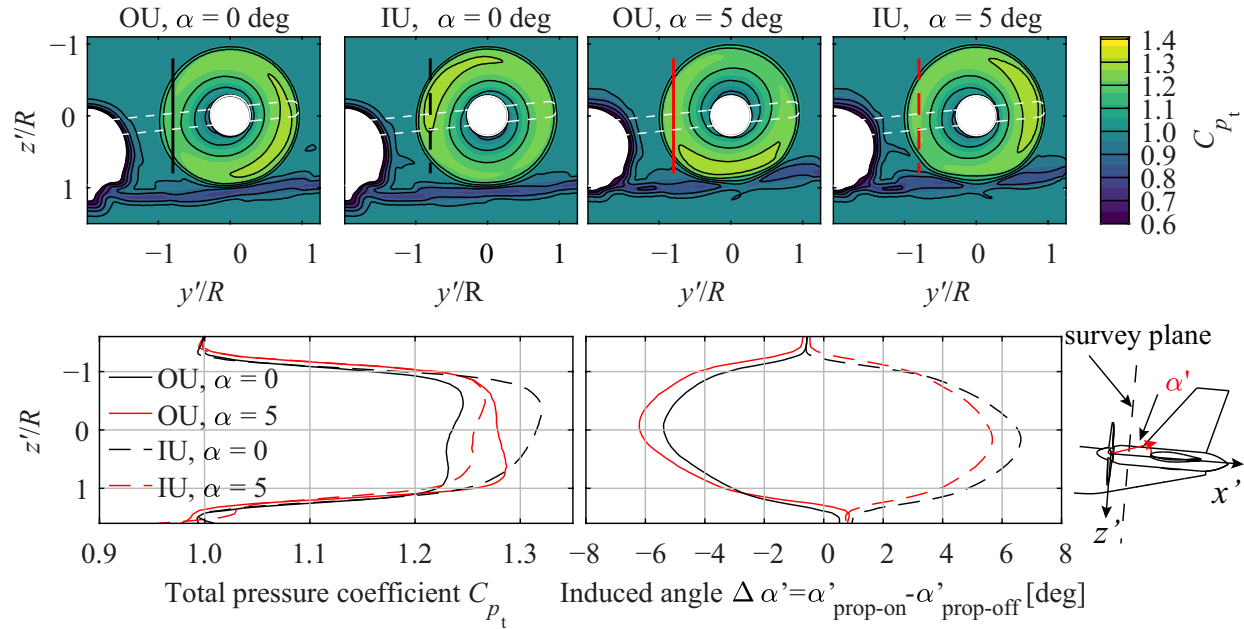 OU, α = 0 deg
IU, α = 0 deg
OU, α = 5 deg
IU, α = 5 deg
−1
0
1
z'/R
−1 0 1
−1 0 1
−1 0 1
−1 0 1
y'/R
y'/R
y'/R
y'/R
1.4
1.3
1.2
1.1
1.0
0.9
0.8
0.7
0.6
C_{p_t}
−1
0
1
z'/R
OU, α = 0
OU, α = 5
IU, α = 0
IU, α = 5
0.9 1.0 1.1 1.2 1.3
Total pressure coefficient C_{p_t}
−8 −6 −4 −2 0 2 4 6 8
Induced angle Δ α'=α'_{prop-on}-α'_{prop-off} [deg]
survey plane
α'
x'
z'